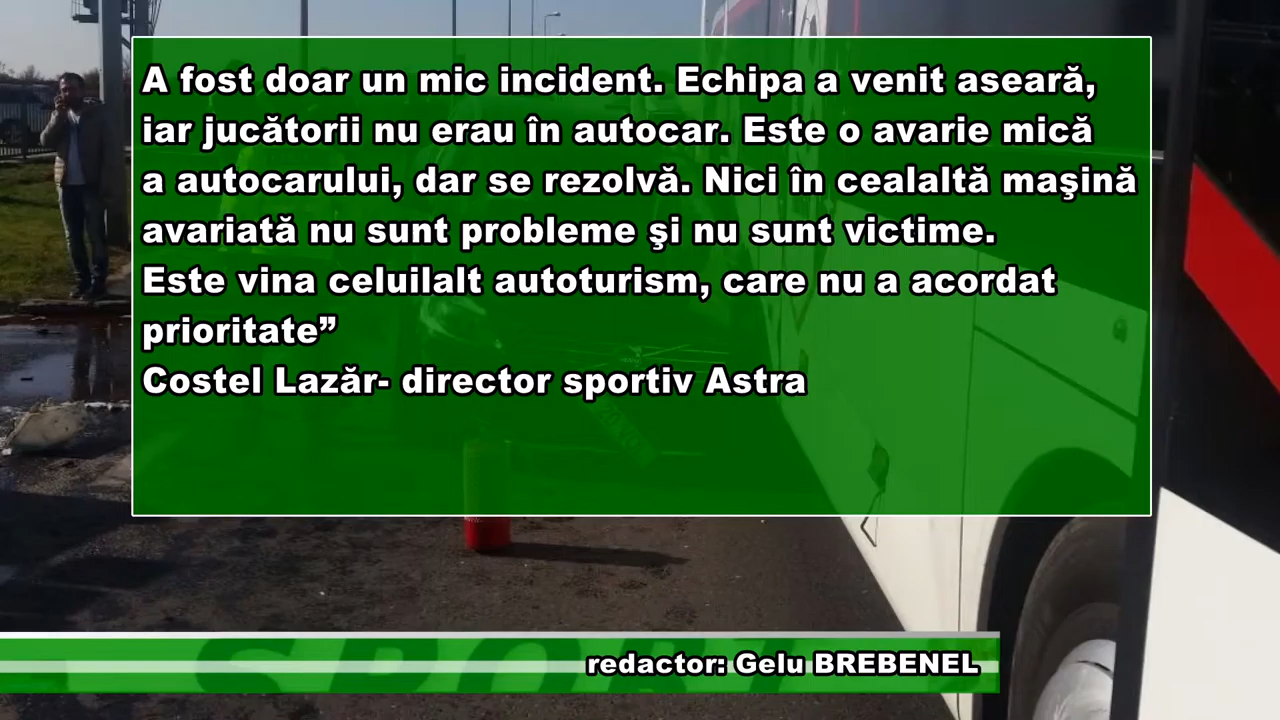 A fost doar un mic incident. Echipa a venit aseară,
iar jucătorii nu erau în autocar. Este o avarie mică
a autocarului, dar se rezolvă. Nici în cealaltă maşină
avariată nu sunt probleme şi nu sunt victime.
Este vina celuilalt autoturism, care nu a acordat
prioritate”
Costel Lazăr- director sportiv Astra
SPORT
redactor: Gelu BREBENEL